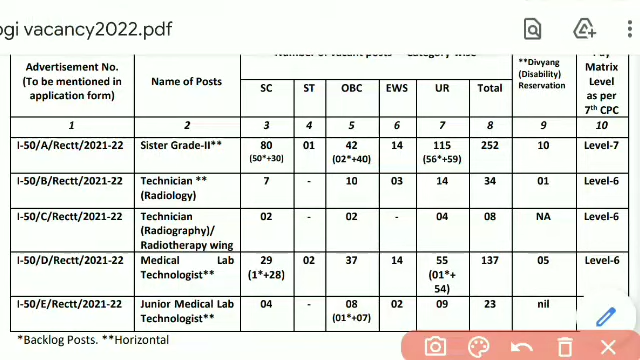 ogi vacancy2022.pdf
Advertisement No. (To be mentioned in application form) Name of Posts SC ST OBC EWS UR Total **Divyang (Disability) Reservation Matrix Level as per 7th CPC
1 2 3 4 5 6 7 8 9 10
I-50/A/Rectt/2021-22 Sister Grade-II** 80 (50*+30) 01 42 (02*+40) 14 115 (56*+59) 252 10 Level-7
I-50/B/Rectt/2021-22 Technician ** (Radiology) 7 - 10 03 14 34 01 Level-6
I-50/C/Rectt/2021-22 Technician (Radiography)/ Radiotherapy wing 02 - 02 - 04 08 NA Level-6
I-50/D/Rectt/2021-22 Medical Lab Technologist** 29 (1*+28) 02 37 14 55 (01*+ 54) 137 05 Level-6
I-50/E/Rectt/2021-22 Junior Medical Lab Technologist** 04 - 08 (01*+07) 02 09 23 nil
*Backlog Posts. **Horizontal